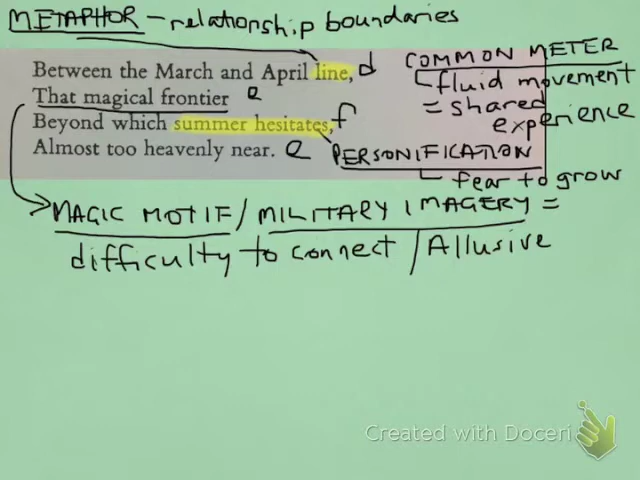 METAPHOR - relationship boundaries
Between the March and April line, d
That magical frontier e
Beyond which summer hesitates, f
Almost too heavenly near. e
COMMON METER
fluid movement
= shared
experience
PERSONIFICATION
fear to grow
MAGIC MOTIF / MILITARY IMAGERY =
difficulty to connect / Allusive
Created with Doceri